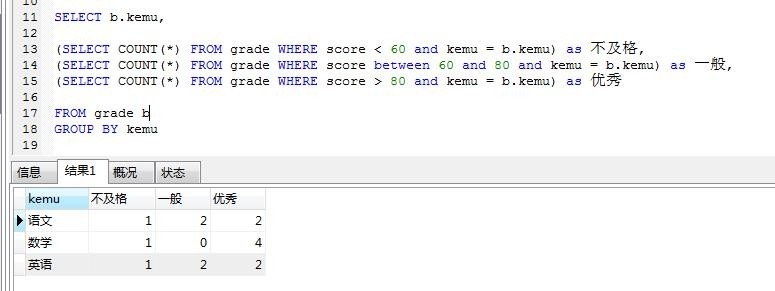 11 SELECT b.kemu,
12
13 (SELECT COUNT(*) FROM grade WHERE score < 60 and kemu = b.kemu) as 不及格,
14 (SELECT COUNT(*) FROM grade WHERE score between 60 and 80 and kemu = b.kemu) as 一般,
15 (SELECT COUNT(*) FROM grade WHERE score > 80 and kemu = b.kemu) as 优秀
16
17 FROM grade b
18 GROUP BY kemu
19
信息 结果1 概况 状态
kemu 不及格 一般 优秀
语文 1 2 2
数学 1 0 4
英语 1 2 2